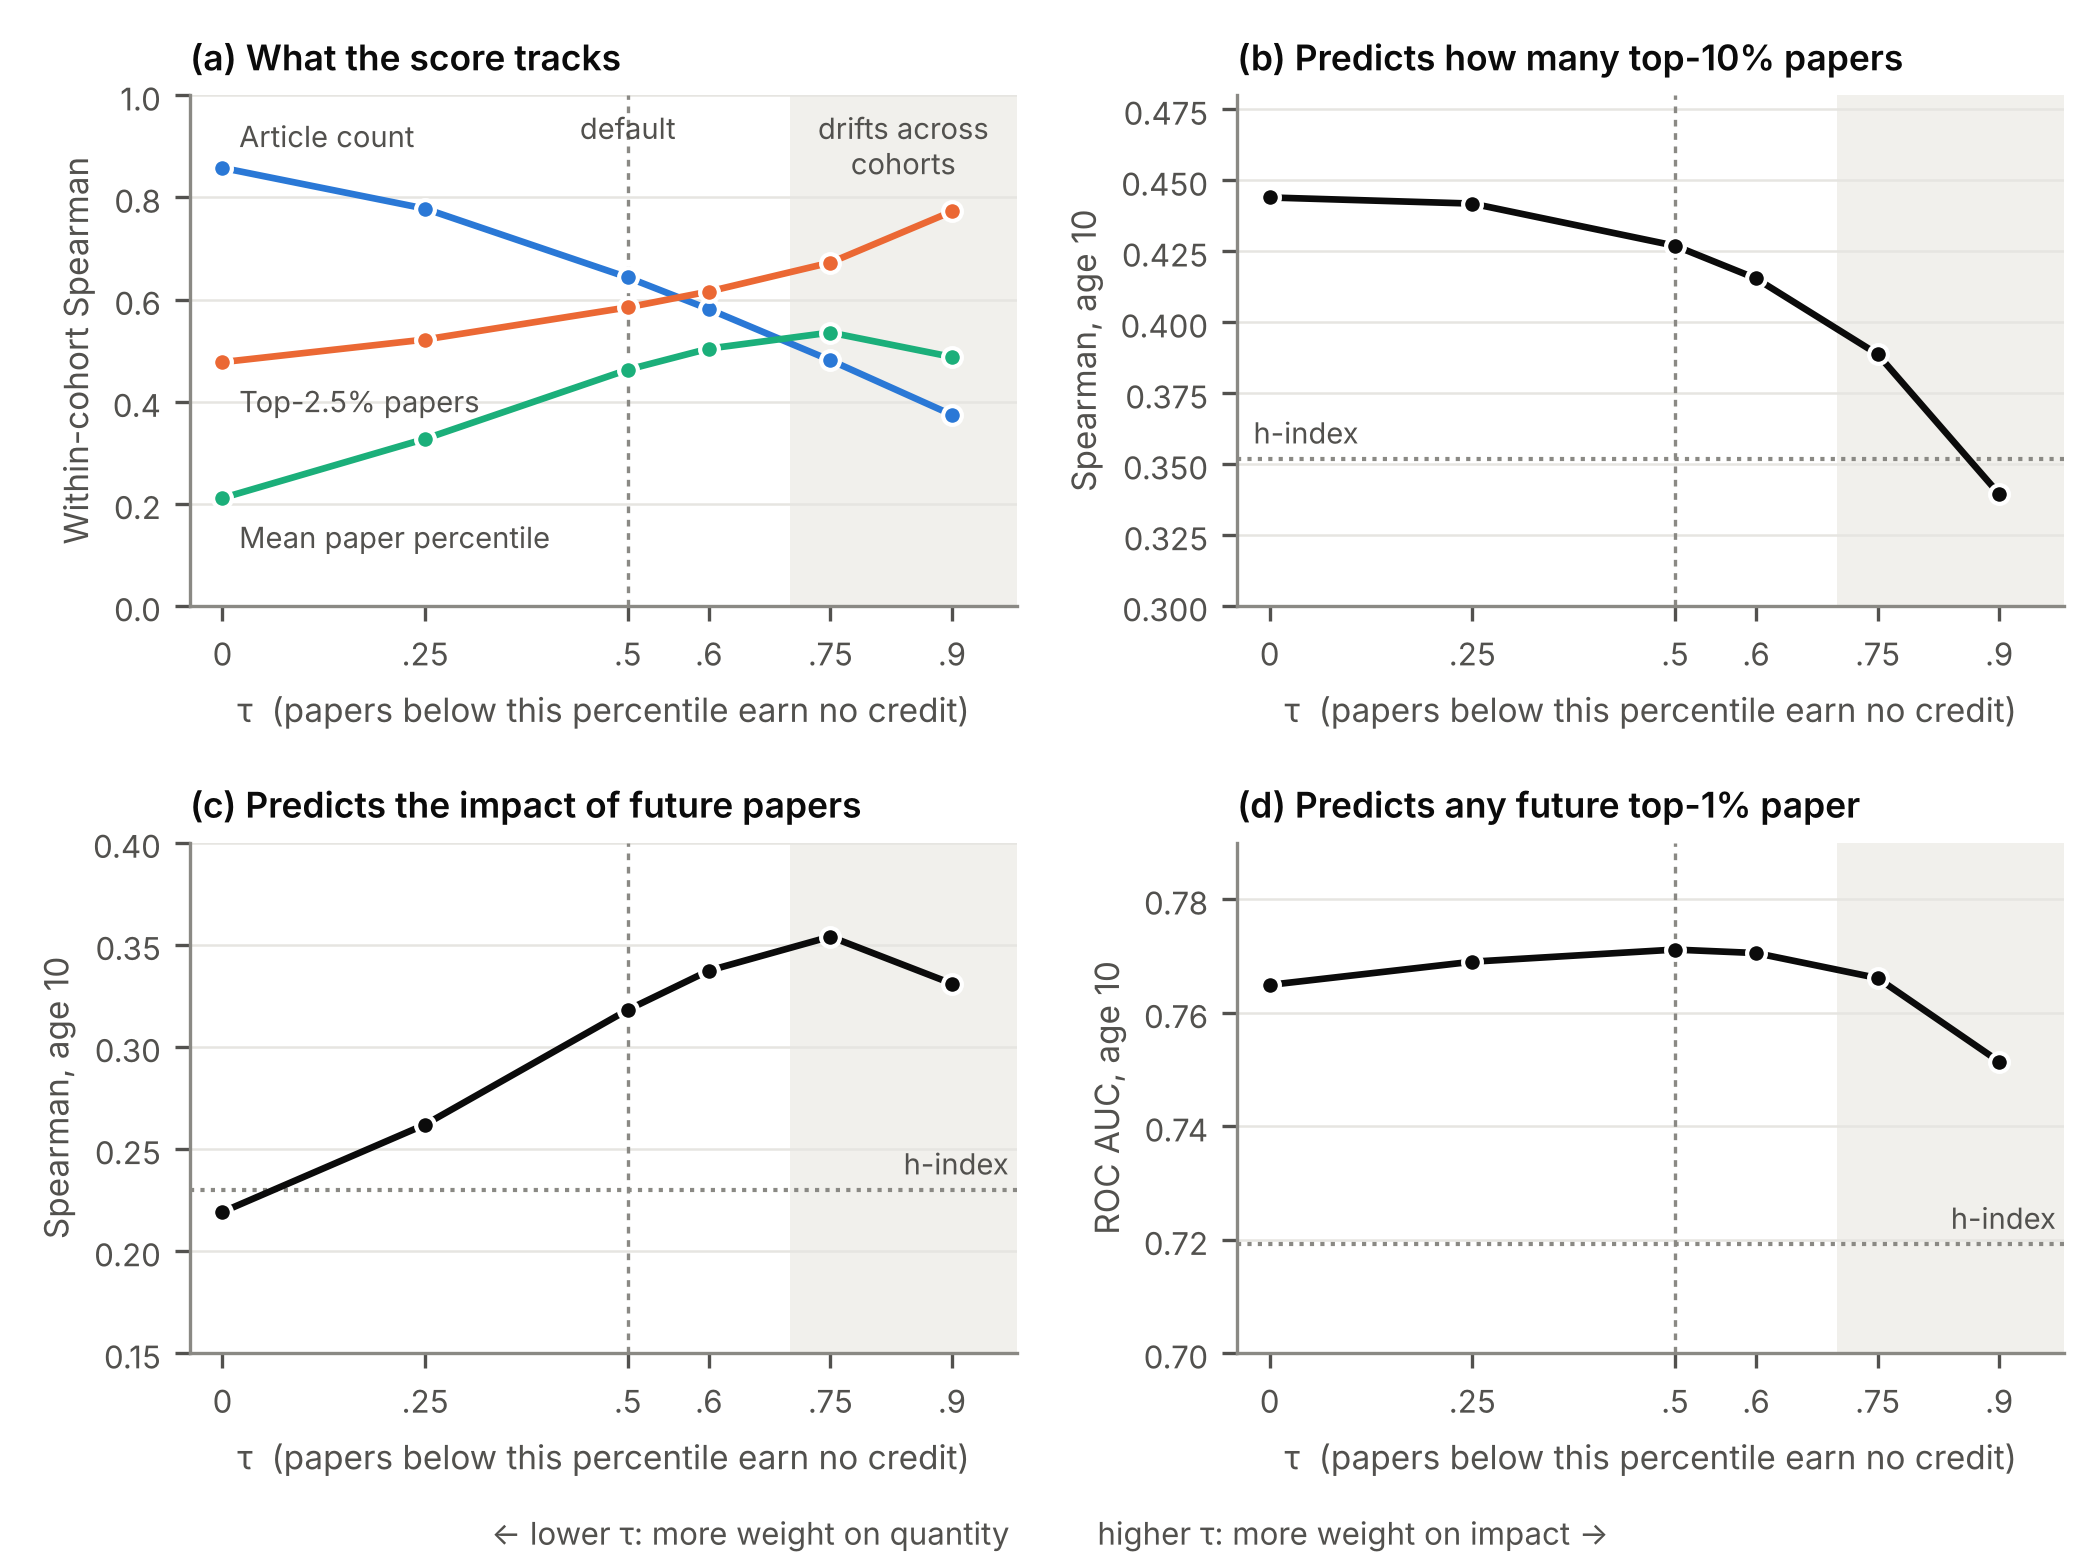 (a) What the score tracks
Within-cohort Spearman
1.0
0.8
0.6
0.4
0.2
0.0
Article count
default
drifts across
cohorts
Top-2.5% papers
Mean paper percentile
0 .25 .5 .6 .75 .9
τ (papers below this percentile earn no credit)
(b) Predicts how many top-10% papers
Spearman, age 10
0.475
0.450
0.425
0.400
0.375
0.350
0.325
0.300
h-index
0 .25 .5 .6 .75 .9
τ (papers below this percentile earn no credit)
(c) Predicts the impact of future papers
Spearman, age 10
0.40
0.35
0.30
0.25
0.20
0.15
h-index
0 .25 .5 .6 .75 .9
τ (papers below this percentile earn no credit)
(d) Predicts any future top-1% paper
ROC AUC, age 10
0.78
0.76
0.74
0.72
0.70
h-index
0 .25 .5 .6 .75 .9
τ (papers below this percentile earn no credit)
← lower τ: more weight on quantity
higher τ: more weight on impact →